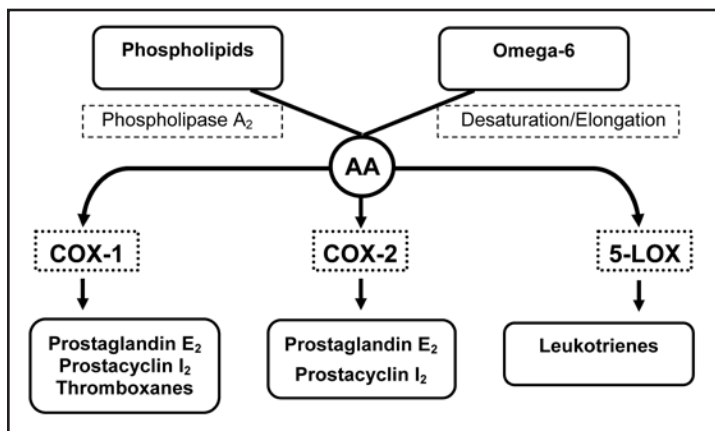 Phospholipids
Omega-6
Phospholipase A₂
Desaturation/Elongation
AA
COX-1
COX-2
5-LOX
Prostaglandin E₂
Prostacyclin I₂
Thromboxanes
Prostaglandin E₂
Prostacyclin I₂
Leukotrienes